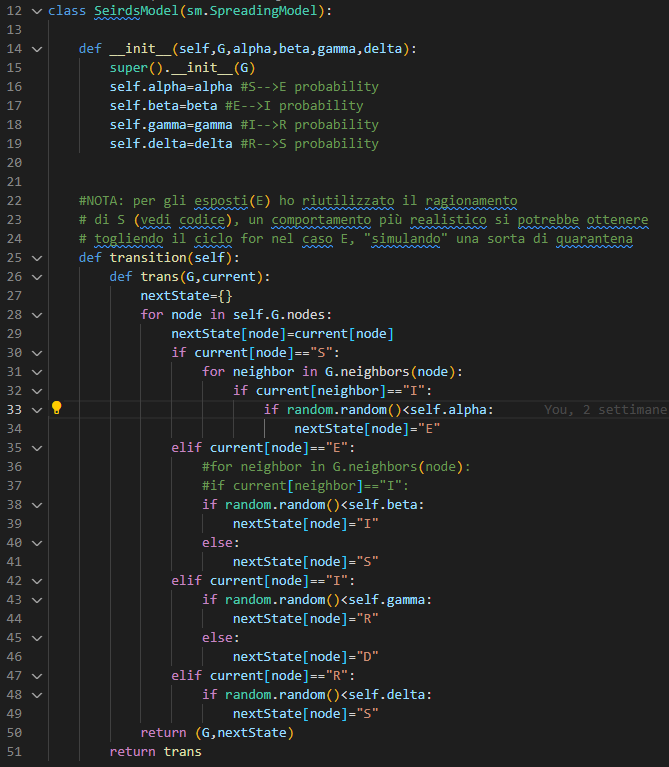 12 class SeirdsModel(sm.SpreadingModel):
13
14     def __init__(self,G,alpha,beta,gamma,delta):
15         super().__init__(G)
16         self.alpha=alpha #S-->E probability
17         self.beta=beta #E-->I probability
18         self.gamma=gamma #I-->R probability
19         self.delta=delta #R-->S probability
20
21
22     #NOTA: per gli esposti(E) ho riutilizzato il ragionamento
23     # di S (vedi codice), un comportamento più realistico si potrebbe ottenere
24     # togliendo il ciclo for nel caso E, "simulando" una sorta di quarantena
25     def transition(self):
26         def trans(G,current):
27             nextState={}
28             for node in self.G.nodes:
29                 nextState[node]=current[node]
30                 if current[node]=="S":
31                     for neighbor in G.neighbors(node):
32                         if current[neighbor]=="I":
33                             if random.random()<self.alpha:     You, 2 settimane
34                                 nextState[node]="E"
35                 elif current[node]=="E":
36                     #for neighbor in G.neighbors(node):
37                     #if current[neighbor]=="I":
38                     if random.random()<self.beta:
39                         nextState[node]="I"
40                     else:
41                         nextState[node]="S"
42                 elif current[node]=="I":
43                     if random.random()<self.gamma:
44                         nextState[node]="R"
45                     else:
46                         nextState[node]="D"
47                 elif current[node]=="R":
48                     if random.random()<self.delta:
49                         nextState[node]="S"
50             return (G,nextState)
51         return trans